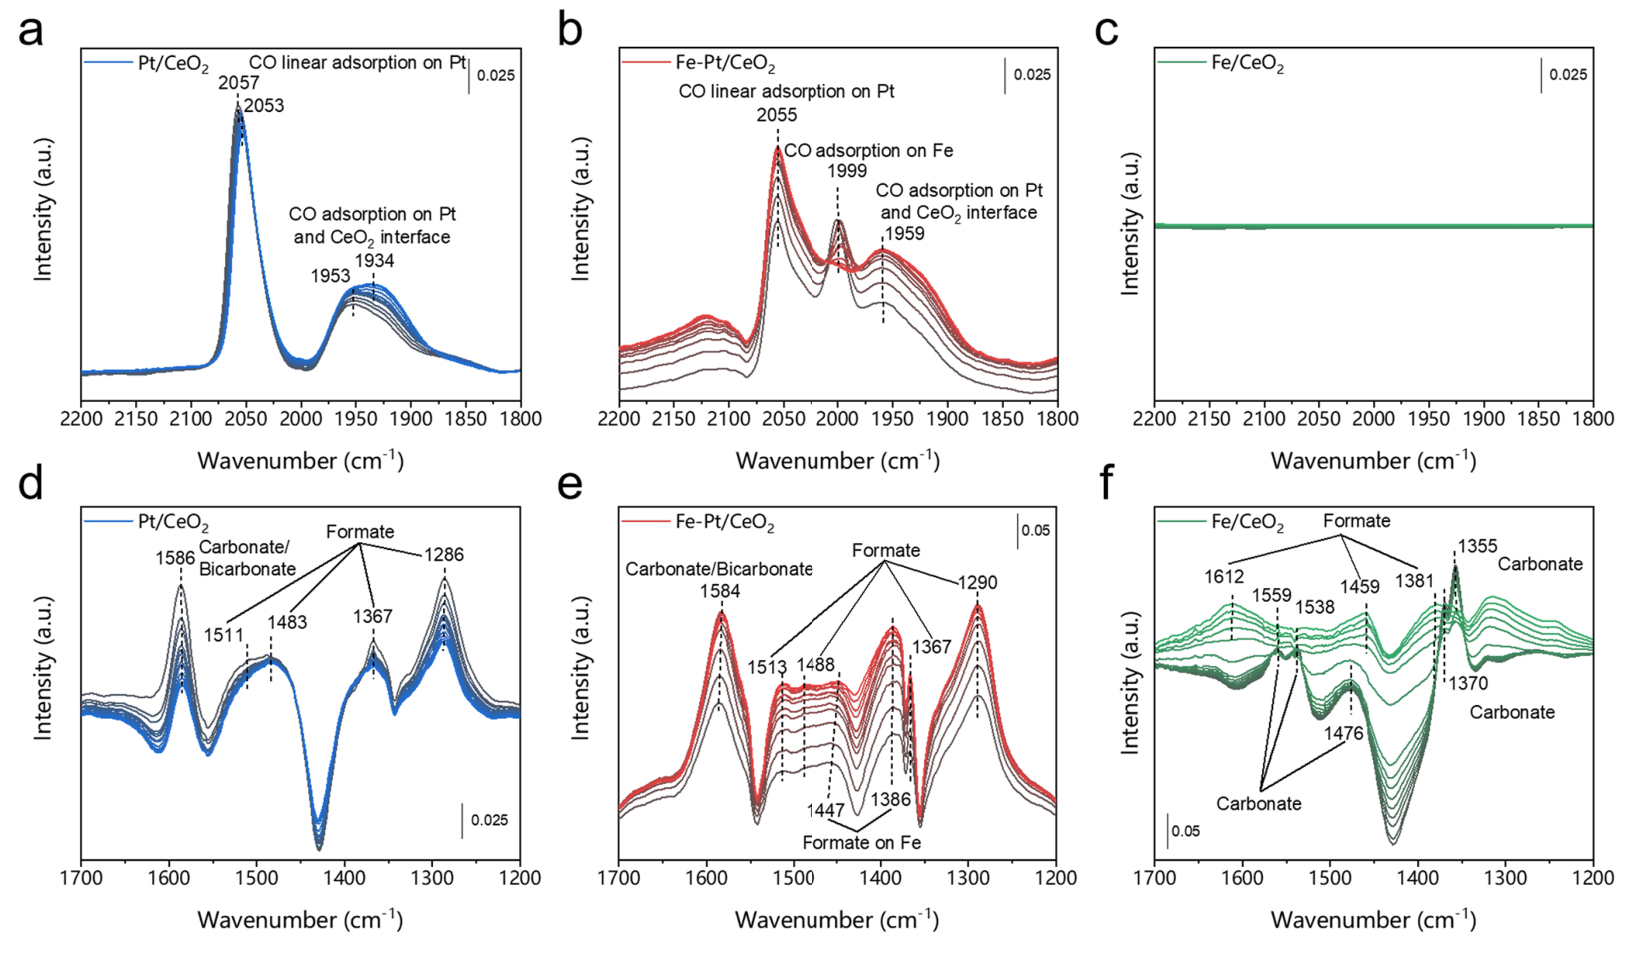 a
Pt/CeO2
CO linear adsorption on Pt
0.025
2057
2053
CO adsorption on Pt
and CeO2 interface
1953
1934
Intensity (a.u.)
2200 2150 2100 2050 2000 1950 1900 1850 1800
Wavenumber (cm-1)
b
Fe-Pt/CeO2
0.025
CO linear adsorption on Pt
2055
CO adsorption on Fe
1999
CO adsorption on Pt
and CeO2 interface
1959
Intensity (a.u.)
2200 2150 2100 2050 2000 1950 1900 1850 1800
Wavenumber (cm-1)
c
Fe/CeO2
0.025
Intensity (a.u.)
2200 2150 2100 2050 2000 1950 1900 1850 1800
Wavenumber (cm-1)
d
Pt/CeO2
Formate
1586
Carbonate/
Bicarbonate
1286
1511
1483
1367
0.025
Intensity (a.u.)
1700 1600 1500 1400 1300 1200
Wavenumber (cm-1)
e
Fe-Pt/CeO2
0.05
Formate
Carbonate/Bicarbonate
1584
1290
1513
1488
1367
1447
1386
Formate on Fe
Intensity (a.u.)
1700 1600 1500 1400 1300 1200
Wavenumber (cm-1)
f
Fe/CeO2
Formate
1355
Carbonate
1612
1559
1538
1459
1381
1370
Carbonate
1476
Carbonate
0.05
Intensity (a.u.)
1700 1600 1500 1400 1300 1200
Wavenumber (cm-1)